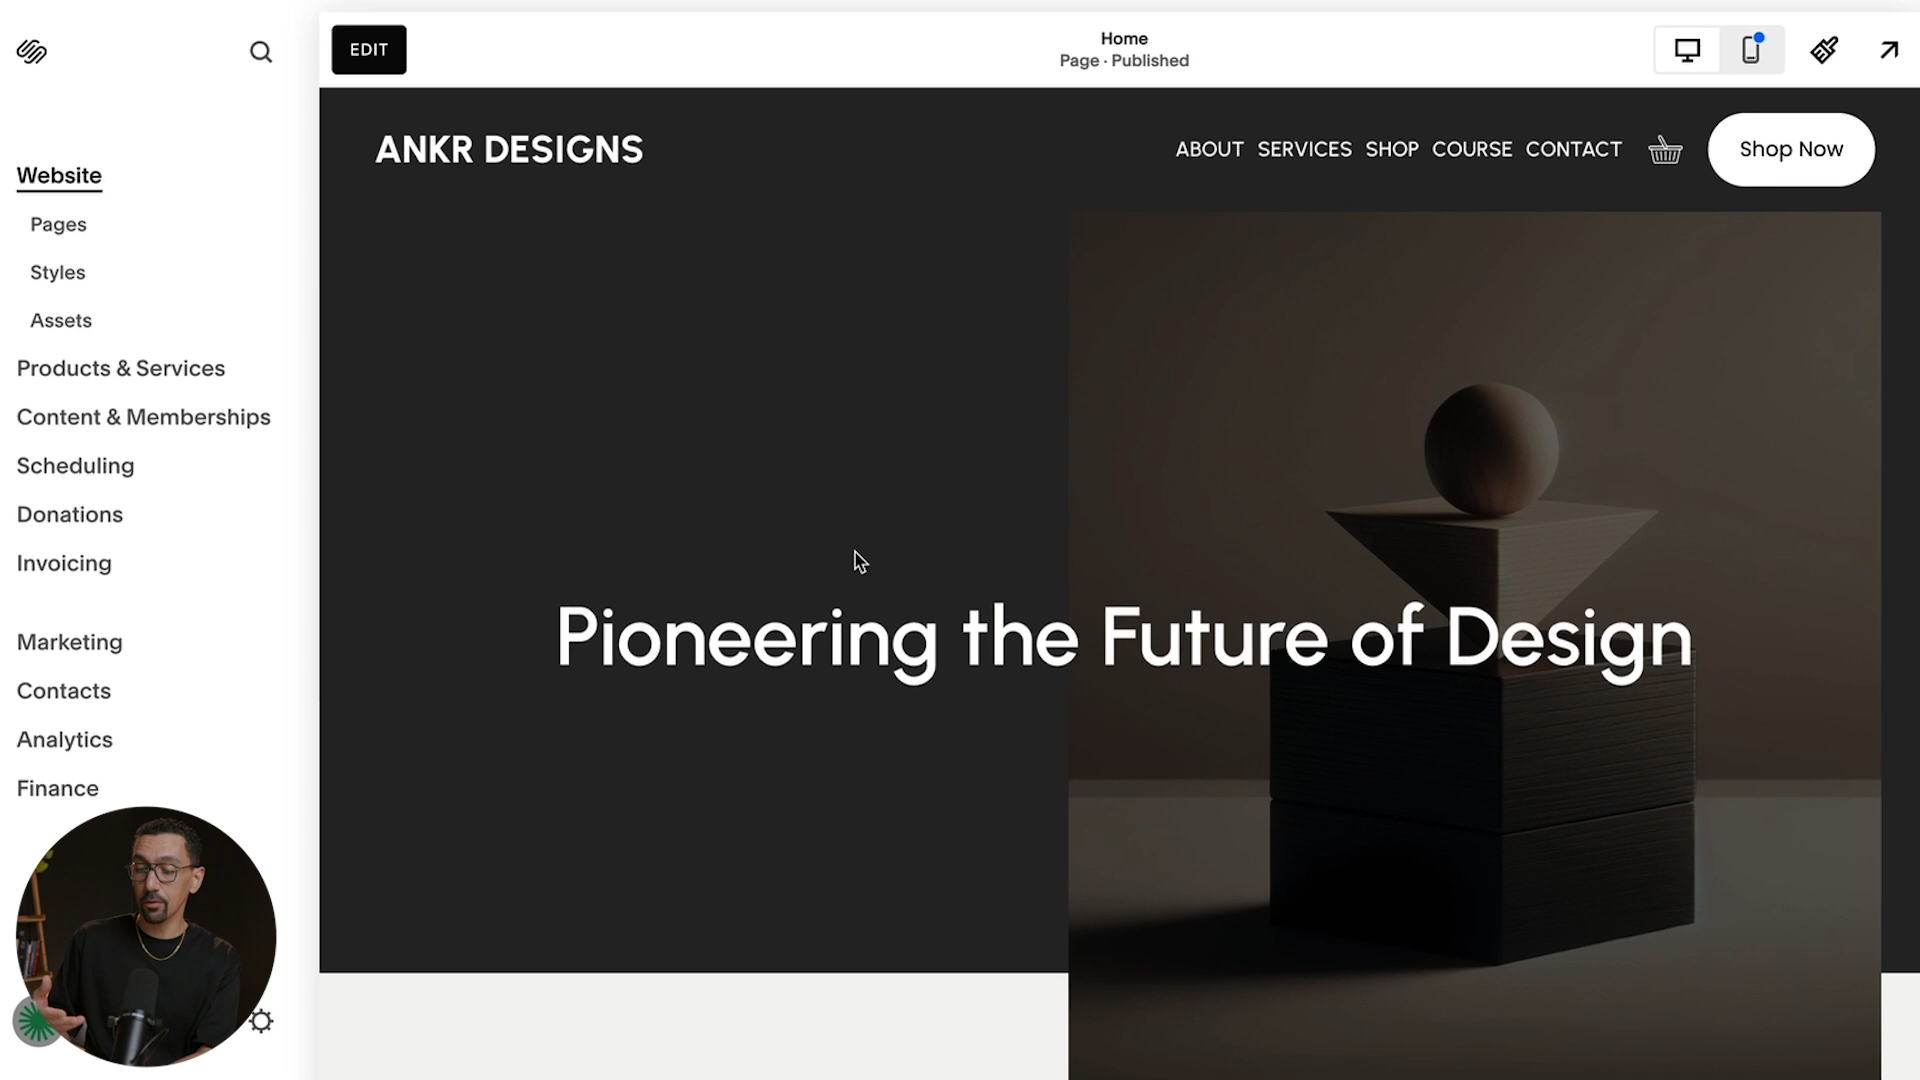 EDIT
Home
Page · Published
Website
Pages
Styles
Assets
Products & Services
Content & Memberships
Scheduling
Donations
Invoicing
Marketing
Contacts
Analytics
Finance
ANKR DESIGNS
ABOUT SERVICES SHOP COURSE CONTACT
Shop Now
Pioneering the Future of Design